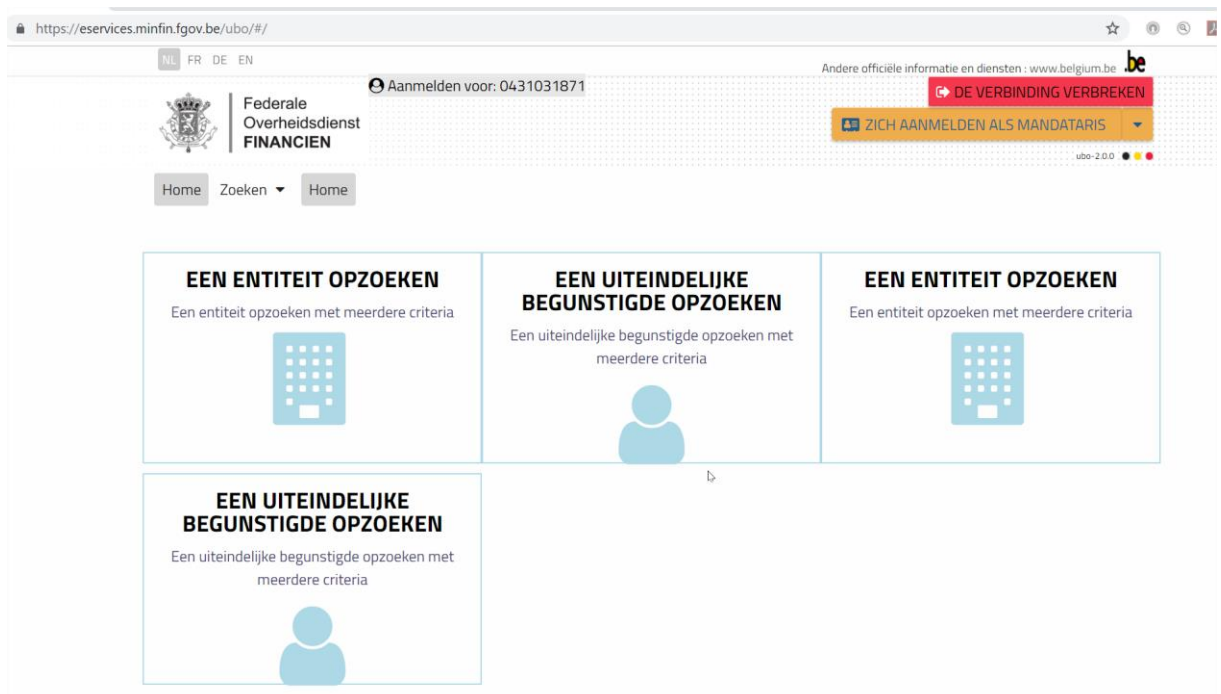 https://eservices.minfin.fgov.be/ubo/#/
NL FR DE EN
Andere officiële informatie en diensten : www.belgium.be .be
Aanmelden voor: 0431031871
DE VERBINDING VERBREKEN
Federale
Overheidsdienst
FINANCIEN
ZICH AANMELDEN ALS MANDATARIS
ubo-2.0.0
Home Zoeken Home
EEN ENTITEIT OPZOEKEN
Een entiteit opzoeken met meerdere criteria
EEN UITEINDELIJKE
BEGUNSTIGDE OPZOEKEN
Een uiteindelijke begunstigde opzoeken met
meerdere criteria
EEN ENTITEIT OPZOEKEN
Een entiteit opzoeken met meerdere criteria
EEN UITEINDELIJKE
BEGUNSTIGDE OPZOEKEN
Een uiteindelijke begunstigde opzoeken met
meerdere criteria